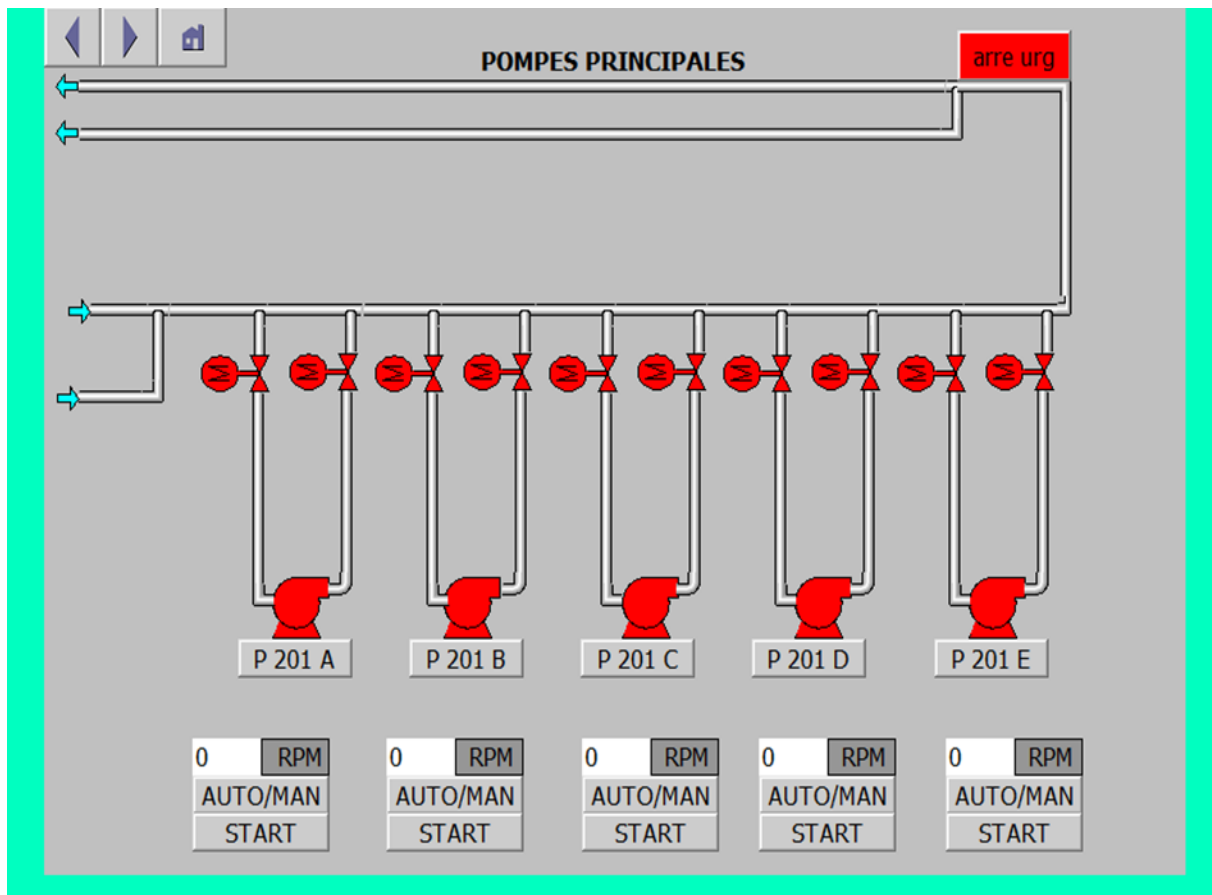 POMPES PRINCIPALES
arre urg
M M M M M M M M M M
P 201 A P 201 B P 201 C P 201 D P 201 E
0 RPM 0 RPM 0 RPM 0 RPM 0 RPM
AUTO/MAN AUTO/MAN AUTO/MAN AUTO/MAN AUTO/MAN
START START START START START